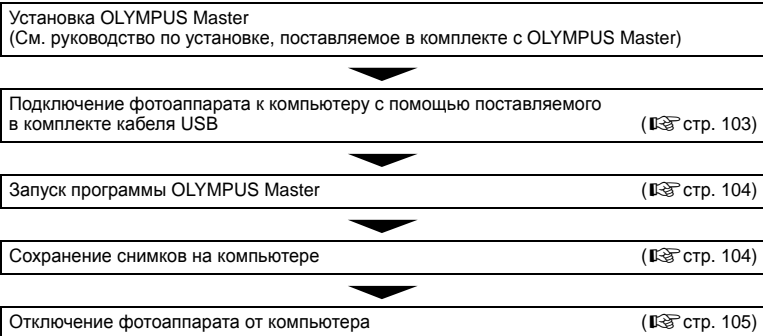 Установка OLYMPUS Master
(См. руководство по установке, поставляемое в комплекте с OLYMPUS Master)
Подключение фотоаппарата к компьютеру с помощью поставляемого
в комплекте кабеля USB (☞ стр. 103)
Запуск программы OLYMPUS Master (☞ стр. 104)
Сохранение снимков на компьютере (☞ стр. 104)
Отключение фотоаппарата от компьютера (☞ стр. 105)